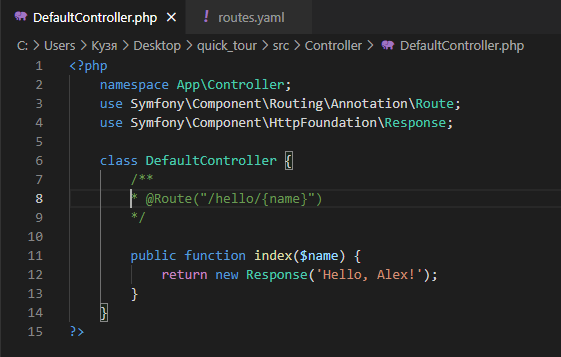 DefaultController.php × ! routes.yaml
C: > Users > Кузя > Desktop > quick_tour > src > Controller > DefaultController.php
1 <?php
2 namespace App\Controller;
3 use Symfony\Component\Routing\Annotation\Route;
4 use Symfony\Component\HttpFoundation\Response;
5
6 class DefaultController {
7 /**
8 * @Route("/hello/{name}")
9 */
10
11 public function index($name) {
12 return new Response('Hello, Alex!');
13 }
14 }
15 ?>